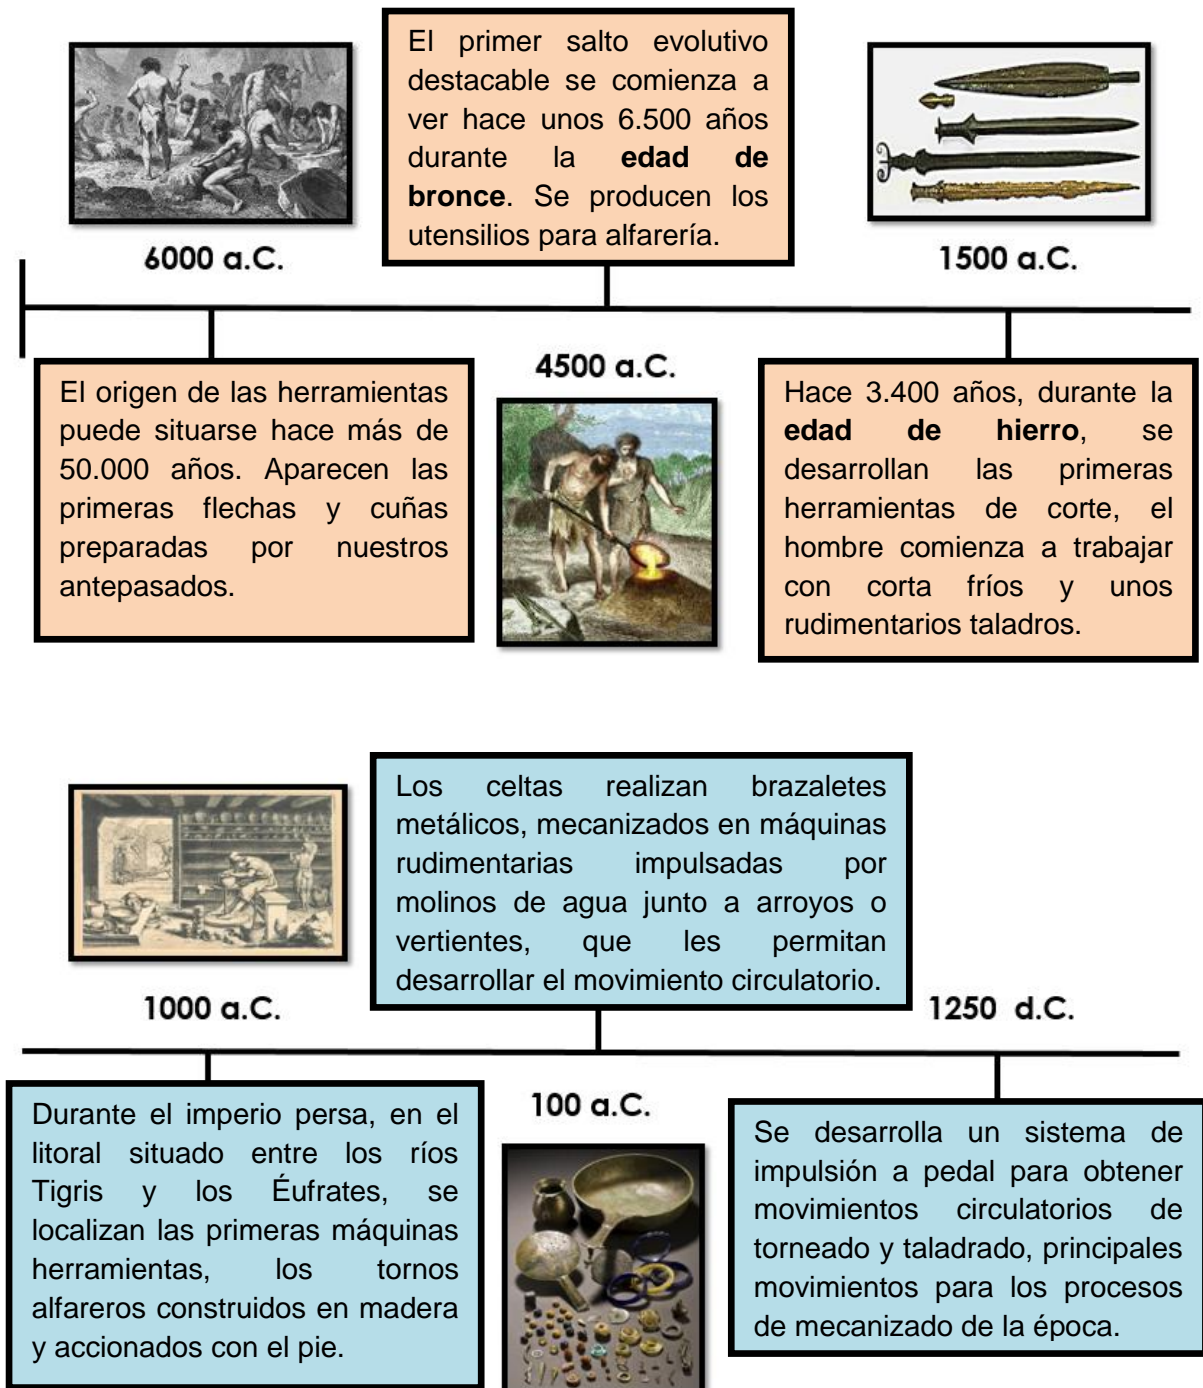 El primer salto evolutivo
destacable se comienza a
ver hace unos 6.500 años
durante la edad de
bronce. Se producen los
utensilios para alfarería.
6000 a.C.
1500 a.C.
El origen de las herramientas
puede situarse hace más de
50.000 años. Aparecen las
primeras flechas y cuñas
preparadas por nuestros
antepasados.
4500 a.C.
Hace 3.400 años, durante la
edad de hierro, se
desarrollan las primeras
herramientas de corte, el
hombre comienza a trabajar
con corta fríos y unos
rudimentarios taladros.
Los celtas realizan brazaletes
metálicos, mecanizados en máquinas
rudimentarias impulsadas por
molinos de agua junto a arroyos o
vertientes, que les permitan
desarrollar el movimiento circulatorio.
1000 a.C.
1250 d.C.
Durante el imperio persa, en el
litoral situado entre los ríos
Tigris y los Éufrates, se
localizan las primeras máquinas
herramientas, los tornos
alfareros construidos en madera
y accionados con el pie.
100 a.C.
Se desarrolla un sistema de
impulsión a pedal para obtener
movimientos circulatorios de
torneado y taladrado, principales
movimientos para los procesos
de mecanizado de la época.